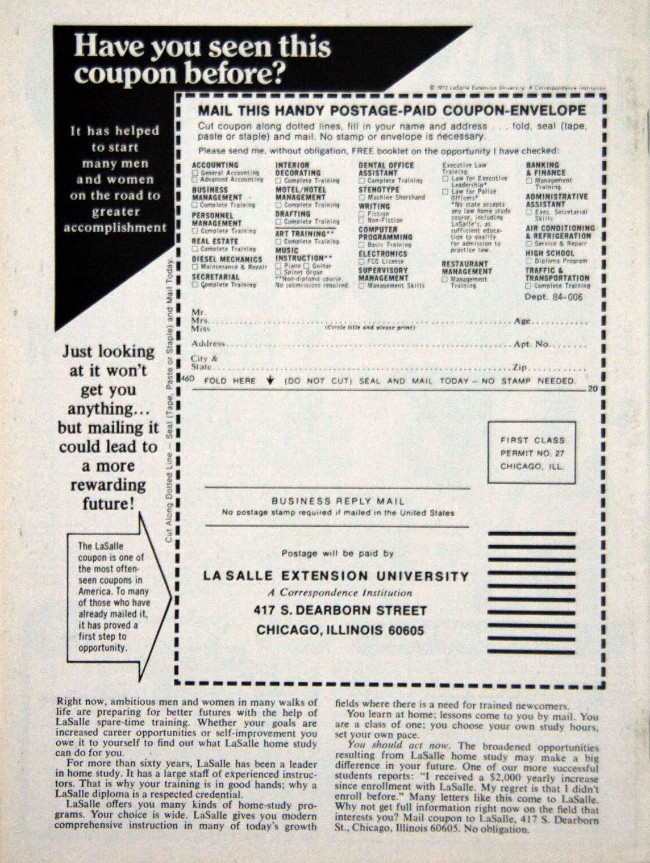 Have you seen this
coupon before?
It has helped
to start
many men
and women
on the road to
greater
accomplishment
Just looking
at it won't
get you
anything...
but mailing it
could lead to
a more
rewarding
future!
The LaSalle
coupon is one of
the most often-
seen coupons in
America. To many
of those who have
already mailed it,
it has proved a
first step to
opportunity.
Cut Along Dotted Line — Seal (Tape, Paste or Staple) and Mail Today.
© 1972 LaSalle Extension University. A Correspondence Institution
MAIL THIS HANDY POSTAGE-PAID COUPON-ENVELOPE
Cut coupon along dotted lines, fill in your name and address . . . fold, seal (tape,
paste or staple) and mail. No stamp or envelope is necessary.
Please send me, without obligation, FREE booklet on the opportunity I have checked:
ACCOUNTING
□ General Accounting
□ Advanced Accounting
BUSINESS
MANAGEMENT
□ Complete Training
PERSONNEL
MANAGEMENT
□ Complete Training
REAL ESTATE
□ Complete Training
DIESEL MECHANICS
□ Maintenance & Repair
SECRETARIAL
□ Complete Training
INTERIOR
DECORATING
□ Complete Training
MOTEL/HOTEL
MANAGEMENT
□ Complete Training
DRAFTING
□ Complete Training
ART TRAINING**
□ Complete Training
MUSIC
INSTRUCTION**
□ Piano □ Guitar
□ Spinet Organ
**Non-diploma course.
No submissions required.
DENTAL OFFICE
ASSISTANT
□ Complete Training
STENOTYPE
□ Machine Shorthand
WRITING
□ Fiction
□ Non-Fiction
COMPUTER
PROGRAMMING
□ Basic Training
ELECTRONICS
□ FCC License
SUPERVISORY
MANAGEMENT
□ Management Skills
Executive Law
Training
□ Law for Executive
Leadership*
□ Law for Police
Officers*
*No state accepts
any law home study
course, including
LaSalle's, as
sufficient educa-
tion to qualify
for admission to
practice law.
RESTAURANT
MANAGEMENT
□ Management
Training
BANKING
& FINANCE
□ Management
Training
ADMINISTRATIVE
ASSISTANT
□ Exec. Secretarial
Skills
AIR CONDITIONING
& REFRIGERATION
□ Service & Repair
HIGH SCHOOL
□ Diploma Program
TRAFFIC &
TRANSPORTATION
□ Complete Training
Dept. 84-006
Mr.
Mrs.
Miss (Circle title and please print) Age
Address Apt. No.
City &
State Zip
460 FOLD HERE (DO NOT CUT) SEAL AND MAIL TODAY – NO STAMP NEEDED.
20
FIRST CLASS
PERMIT NO. 27
CHICAGO, ILL.
BUSINESS REPLY MAIL
No postage stamp required if mailed in the United States
Postage will be paid by
LA SALLE EXTENSION UNIVERSITY
A Correspondence Institution
417 S. DEARBORN STREET
CHICAGO, ILLINOIS 60605
Right now, ambitious men and women in many walks of
life are preparing for better futures with the help of
LaSalle spare-time training. Whether your goals are
increased career opportunities or self-improvement you
owe it to yourself to find out what LaSalle home study
can do for you.
For more than sixty years, LaSalle has been a leader
in home study. It has a large staff of experienced instruc-
tors. That is why your training is in good hands; why a
LaSalle diploma is a respected credential.
LaSalle offers you many kinds of home-study pro-
grams. Your choice is wide. LaSalle gives you modern
comprehensive instruction in many of today's growth
fields where there is a need for trained newcomers.
You learn at home; lessons come to you by mail. You
are a class of one; you choose your own study hours,
set your own pace.
You should act now. The broadened opportunities
resulting from LaSalle home study may make a big
difference in your future. One of our more successful
students reports: "I received a $2,000 yearly increase
since enrollment with LaSalle. My regret is that I didn't
enroll before." Many letters like this come to LaSalle.
Why not get full information right now on the field that
interests you? Mail coupon to LaSalle, 417 S. Dearborn
St., Chicago, Illinois 60605. No obligation.